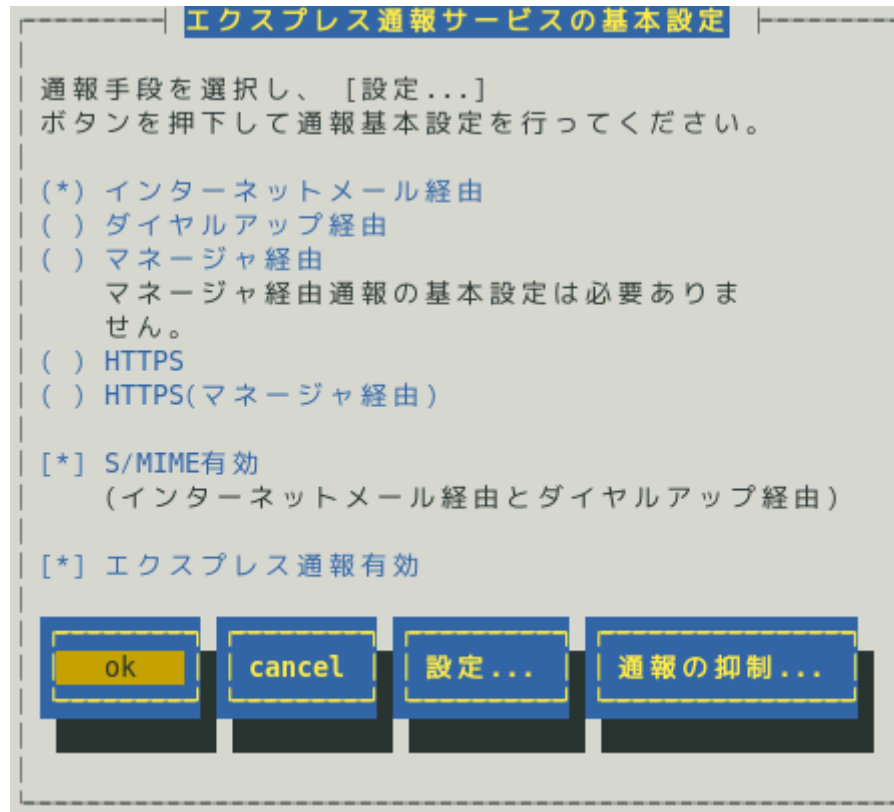 エクスプレス通報サービスの基本設定
通報手段を選択し、 [設定...]
ボタンを押下して通報基本設定を行ってください。
(*) インターネットメール経由
( ) ダイヤルアップ経由
( ) マネージャ経由
マネージャ経由通報の基本設定は必要ありま
せん。
( ) HTTPS
( ) HTTPS(マネージャ経由)
[*] S/MIME有効
(インターネットメール経由とダイヤルアップ経由)
[*] エクスプレス通報有効
ok cancel 設定... 通報の抑制...